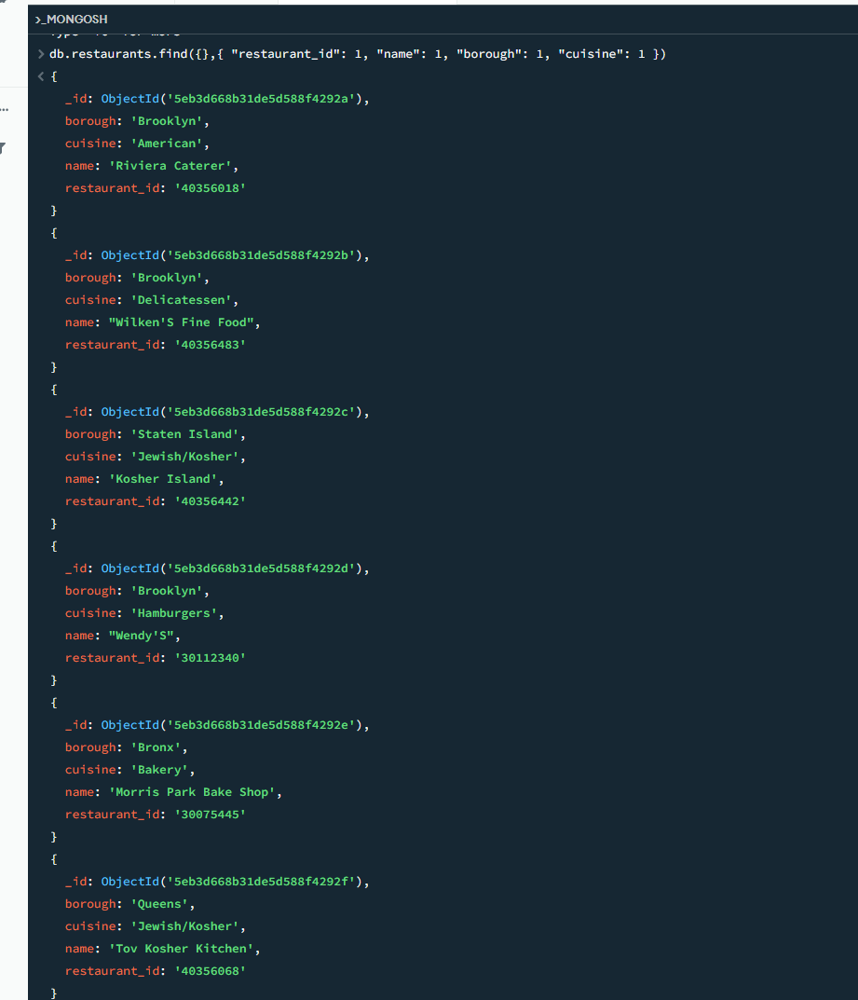 >_MONGOSH
> db.restaurants.find({},{ "restaurant_id": 1, "name": 1, "borough": 1, "cuisine": 1 })
< {
_id: ObjectId('5eb3d668b31de5d588f4292a'),
borough: 'Brooklyn',
cuisine: 'American',
name: 'Riviera Caterer',
restaurant_id: '40356018'
}
{
_id: ObjectId('5eb3d668b31de5d588f4292b'),
borough: 'Brooklyn',
cuisine: 'Delicatessen',
name: "Wilken'S Fine Food",
restaurant_id: '40356483'
}
{
_id: ObjectId('5eb3d668b31de5d588f4292c'),
borough: 'Staten Island',
cuisine: 'Jewish/Kosher',
name: 'Kosher Island',
restaurant_id: '40356442'
}
{
_id: ObjectId('5eb3d668b31de5d588f4292d'),
borough: 'Brooklyn',
cuisine: 'Hamburgers',
name: "Wendy'S",
restaurant_id: '30112340'
}
{
_id: ObjectId('5eb3d668b31de5d588f4292e'),
borough: 'Bronx',
cuisine: 'Bakery',
name: 'Morris Park Bake Shop',
restaurant_id: '30075445'
}
{
_id: ObjectId('5eb3d668b31de5d588f4292f'),
borough: 'Queens',
cuisine: 'Jewish/Kosher',
name: 'Tov Kosher Kitchen',
restaurant_id: '40356068'
}